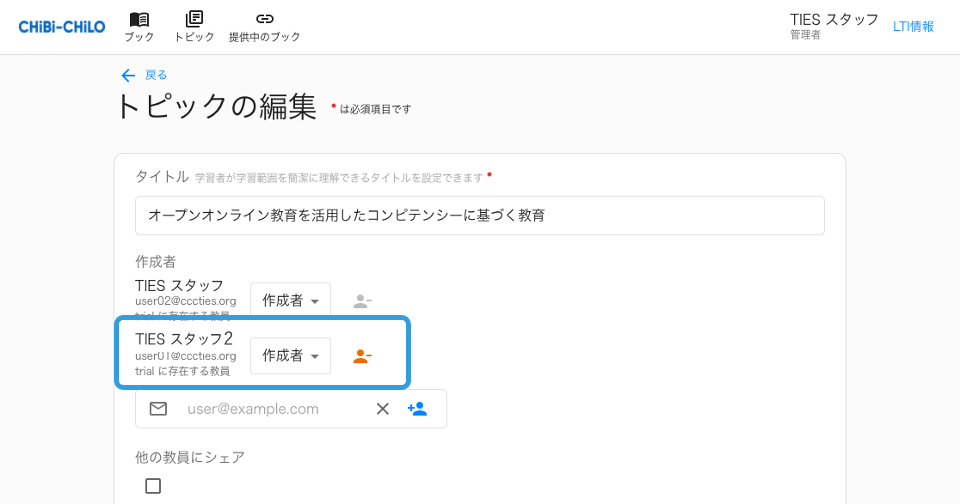 CHiBi-CHiLO
ブック
トピック
提供中のブック
TIES スタッフ
管理者
LTI情報
戻る
トピックの編集 • は必須項目です
タイトル 学習者が学習範囲を簡潔に理解できるタイトルを設定できます •
オープンオンライン教育を活用したコンピテンシーに基づく教育
作成者
TIES スタッフ
user02@cccties.org
trial に存在する教員
作成者
TIES スタッフ2
user01@cccties.org
trial に存在する教員
作成者
user@example.com
他の教員にシェア